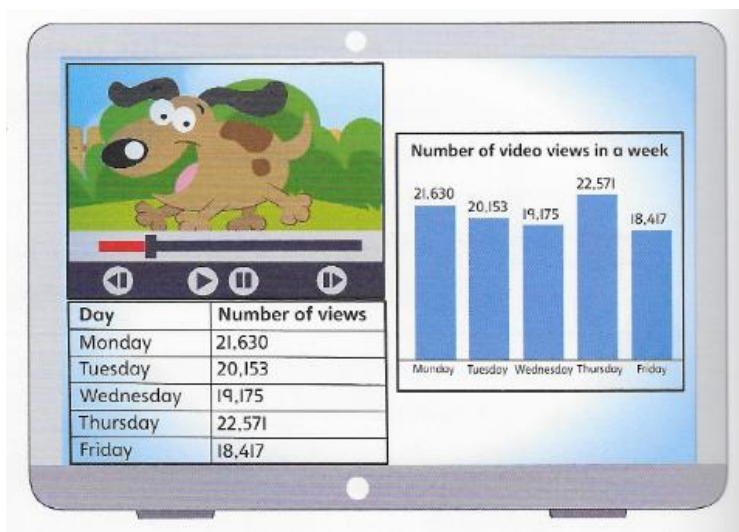 Day Number of views
Monday 21,630
Tuesday 20,153
Wednesday 19,175
Thursday 22,571
Friday 18,417
Number of video views in a week
21,630
20,153
19,175
22,571
18,417
Monday Tuesday Wednesday Thursday Friday